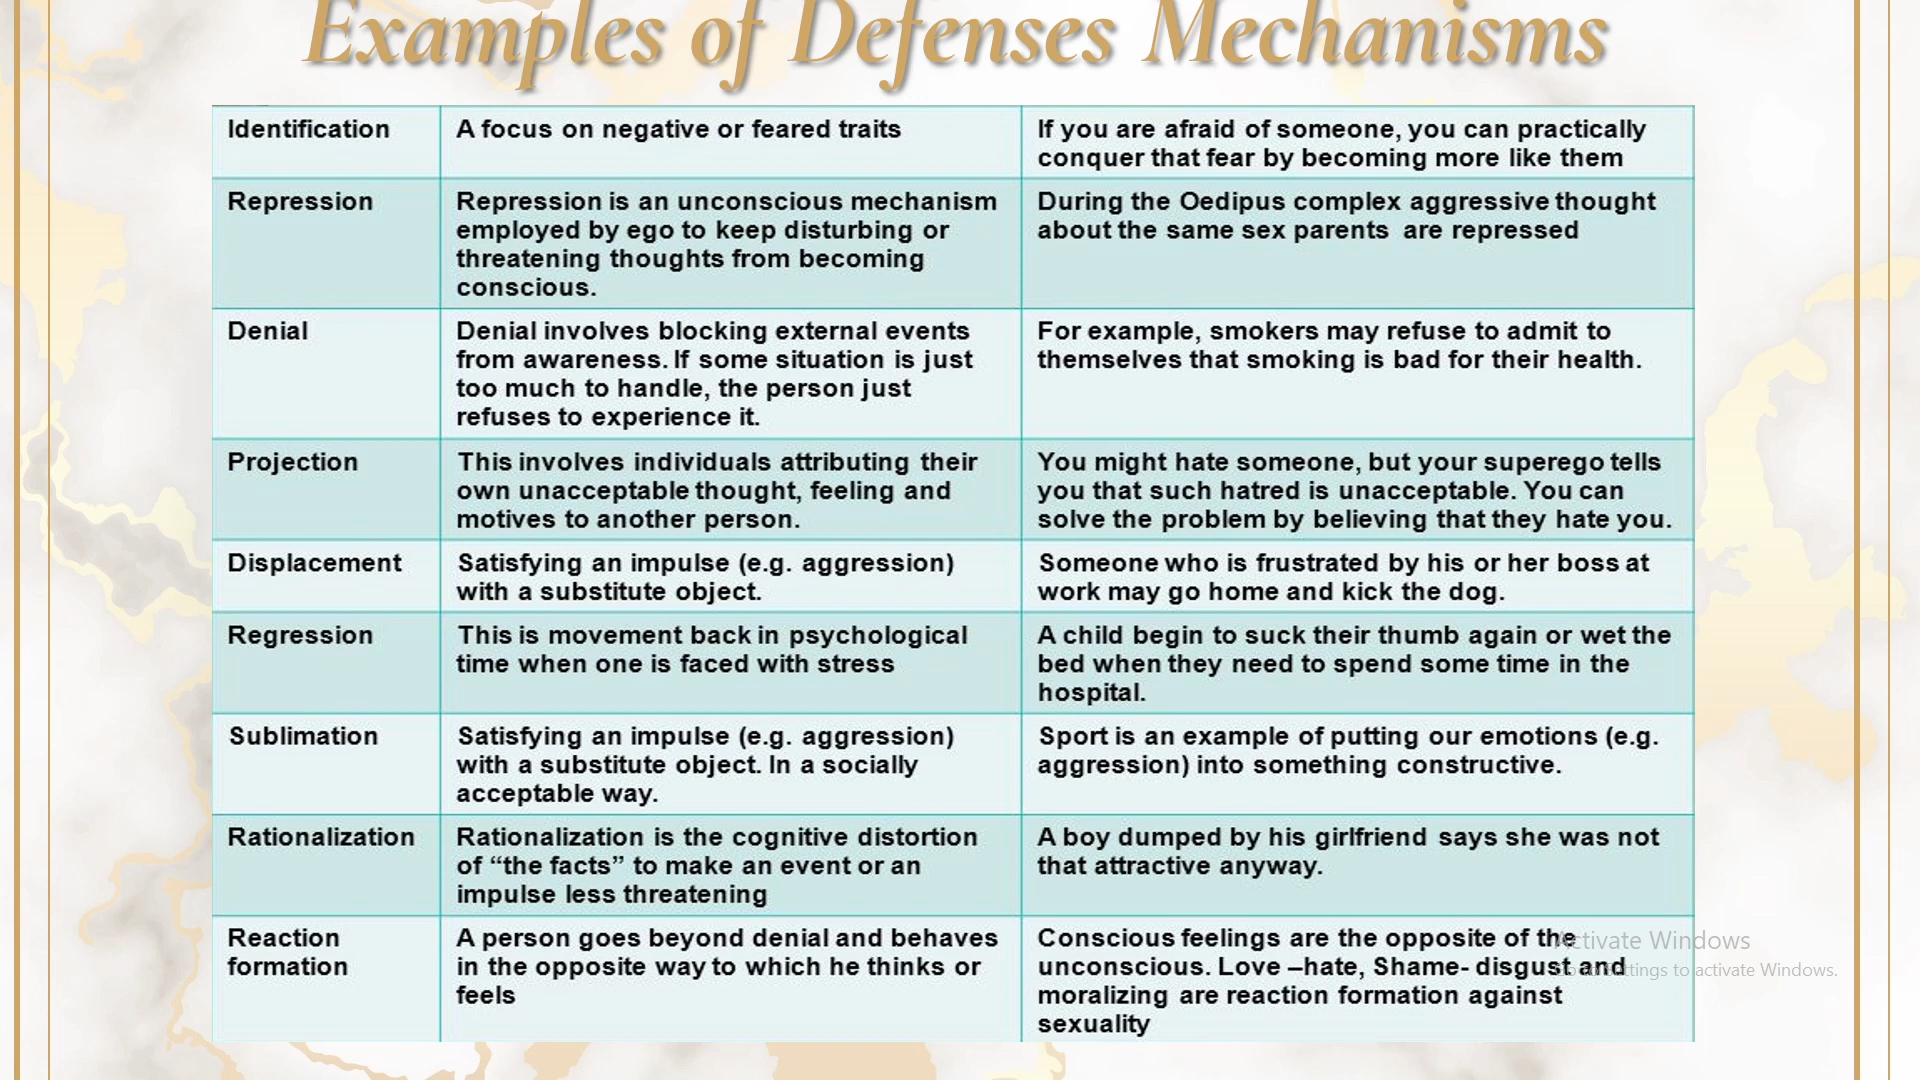 Examples of Defenses Mechanisms
Identification
A focus on negative or feared traits
If you are afraid of someone, you can practically
conquer that fear by becoming more like them
Repression
Repression is an unconscious mechanism
employed by ego to keep disturbing or
threatening thoughts from becoming
conscious.
During the Oedipus complex aggressive thought
about the same sex parents are repressed
Denial
Denial involves blocking external events
from awareness. If some situation is just
too much to handle, the person just
refuses to experience it.
For example, smokers may refuse to admit to
themselves that smoking is bad for their health.
Projection
This involves individuals attributing their
own unacceptable thought, feeling and
motives to another person.
You might hate someone, but your superego tells
you that such hatred is unacceptable. You can
solve the problem by believing that they hate you.
Displacement
Satisfying an impulse (e.g. aggression)
with a substitute object.
Someone who is frustrated by his or her boss at
work may go home and kick the dog.
Regression
This is movement back in psychological
time when one is faced with stress
A child begin to suck their thumb again or wet the
bed when they need to spend some time in the
hospital.
Sublimation
Satisfying an impulse (e.g. aggression)
with a substitute object. In a socially
acceptable way.
Sport is an example of putting our emotions (e.g.
aggression) into something constructive.
Rationalization
Rationalization is the cognitive distortion
of “the facts” to make an event or an
impulse less threatening
A boy dumped by his girlfriend says she was not
that attractive anyway.
Reaction
formation
A person goes beyond denial and behaves
in the opposite way to which he thinks or
feels
Conscious feelings are the opposite of the
unconscious. Love –hate, Shame- disgust and
moralizing are reaction formation against
sexuality
Activate Windows
Go to Settings to activate Windows.